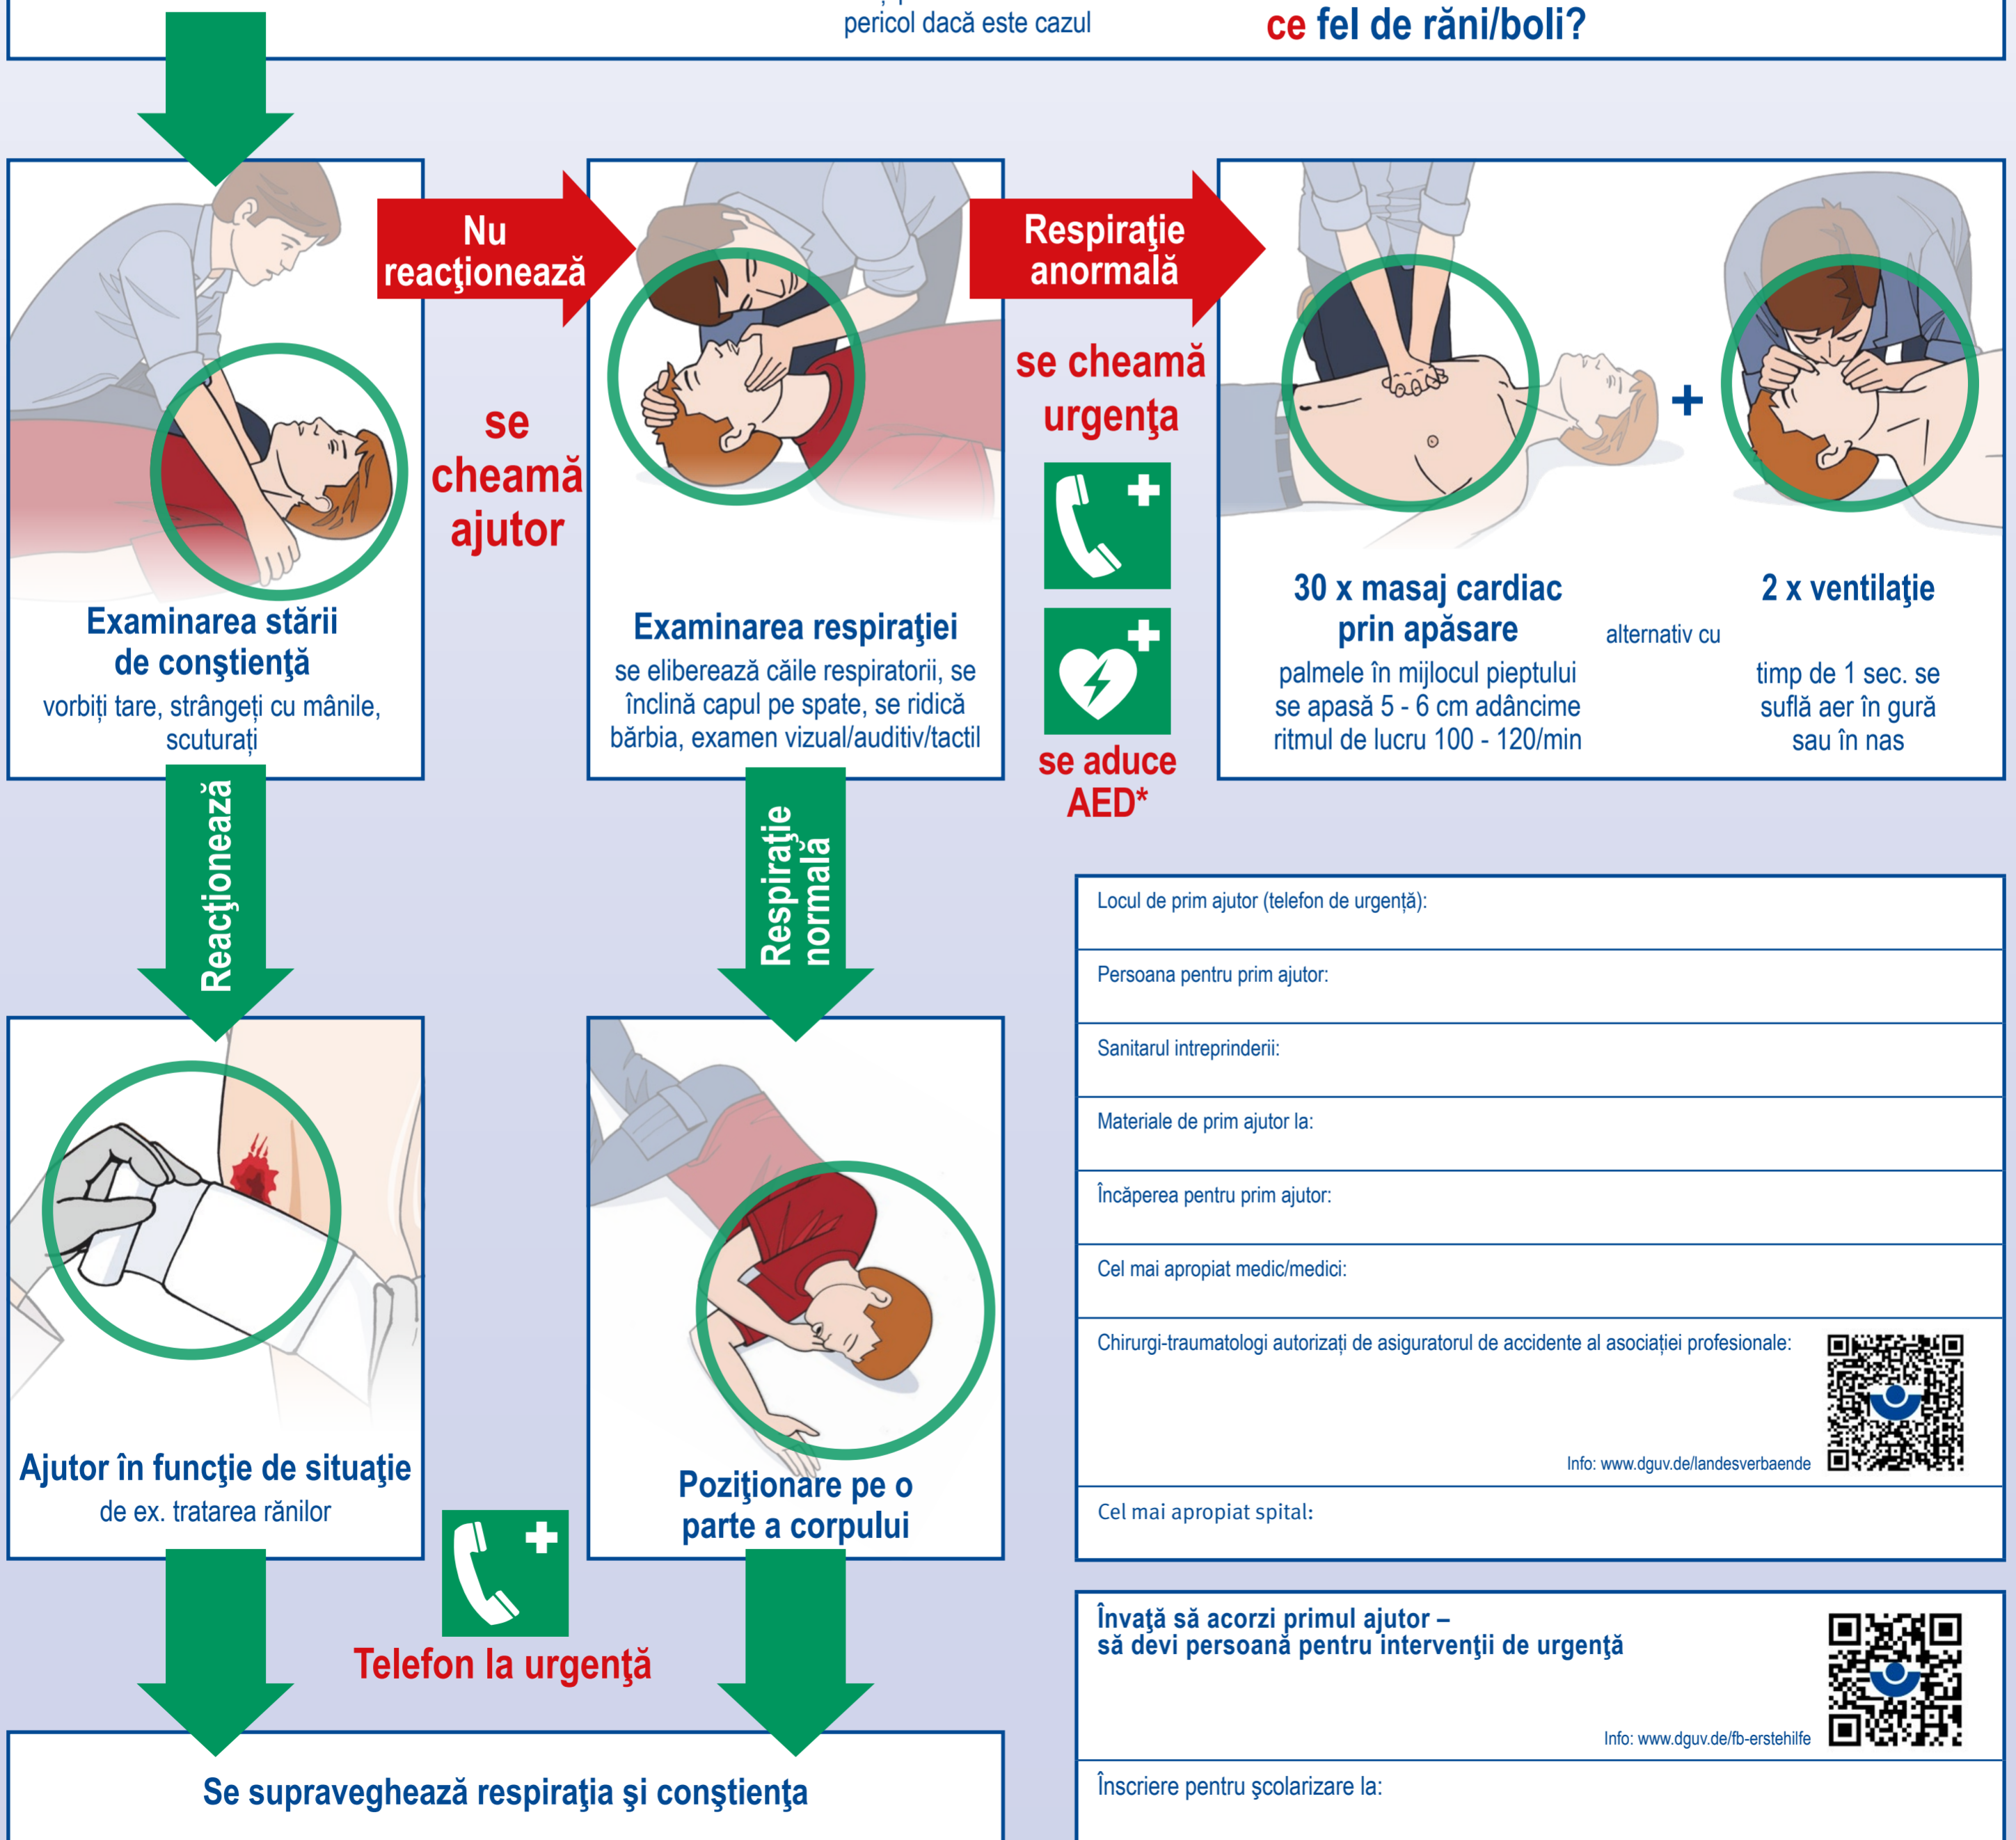 pericol dacă este cazul
ce fel de răni/boli?
Nu
reacţionează
se
cheamă
ajutor
Respiraţie
anormală
se cheamă
urgenţa
se aduce
AED*
Examinarea stării
de conştienţă
vorbiți tare, strângeți cu mânile,
scuturați
Examinarea respiraţiei
se eliberează căile respiratorii, se
înclină capul pe spate, se ridică
bărbia, examen vizual/auditiv/tactil
+
30 x masaj cardiac
prin apăsare
palmele în mijlocul pieptului
se apasă 5 - 6 cm adâncime
ritmul de lucru 100 - 120/min
alternativ cu
2 x ventilaţie
timp de 1 sec. se
suflă aer în gură
sau în nas
Reacţionează
Respiraţie
normală
Ajutor în funcţie de situaţie
de ex. tratarea rănilor
Poziţionare pe o
parte a corpului
Telefon la urgenţă
Se supraveghează respiraţia şi conştienţa
Locul de prim ajutor (telefon de urgență):
Persoana pentru prim ajutor:
Sanitarul intreprinderii:
Materiale de prim ajutor la:
Încăperea pentru prim ajutor:
Cel mai apropiat medic/medici:
Chirurgi-traumatologi autorizați de asiguratorul de accidente al asociației profesionale:
Info: www.dguv.de/landesverbaende
Cel mai apropiat spital:
Învaţă să acorzi primul ajutor –
să devi persoană pentru intervenţii de urgenţă
Info: www.dguv.de/fb-erstehilfe
Înscriere pentru şcolarizare la: